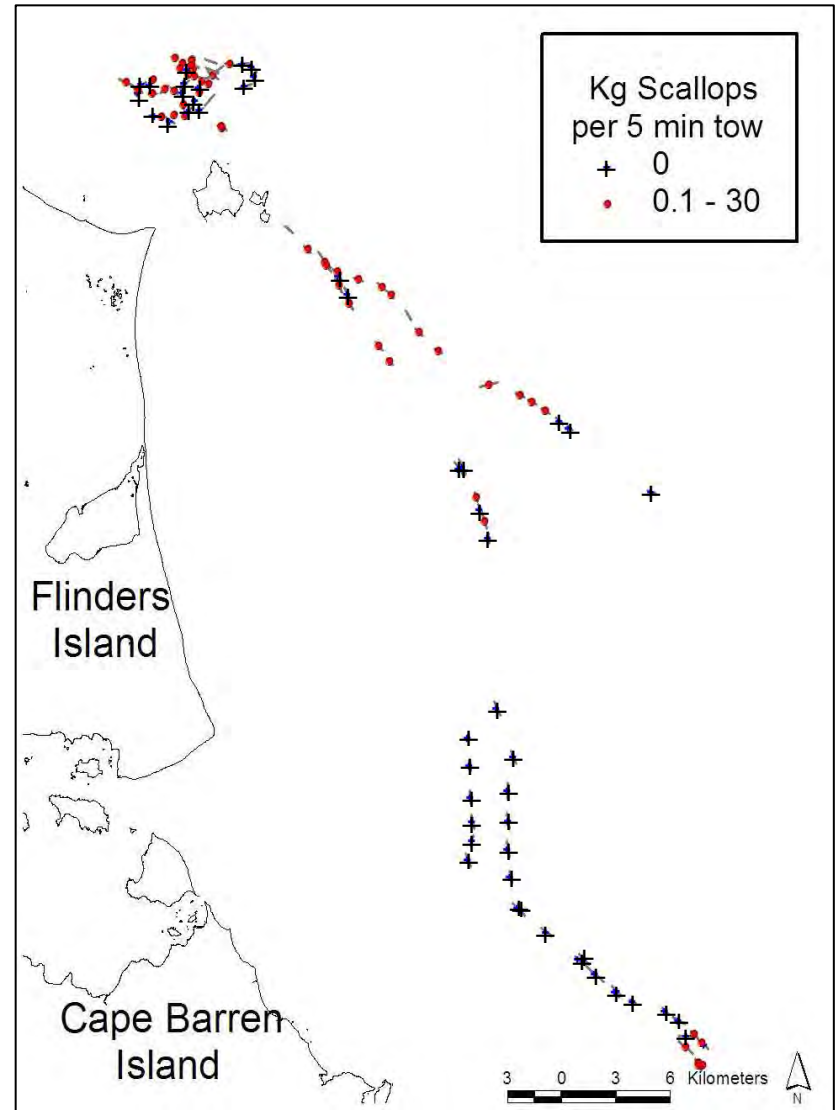 Kg Scallops
per 5 min tow
0
0.1 - 30
Flinders
Island
Cape Barren
Island
3 0 3 6 Kilometers
N